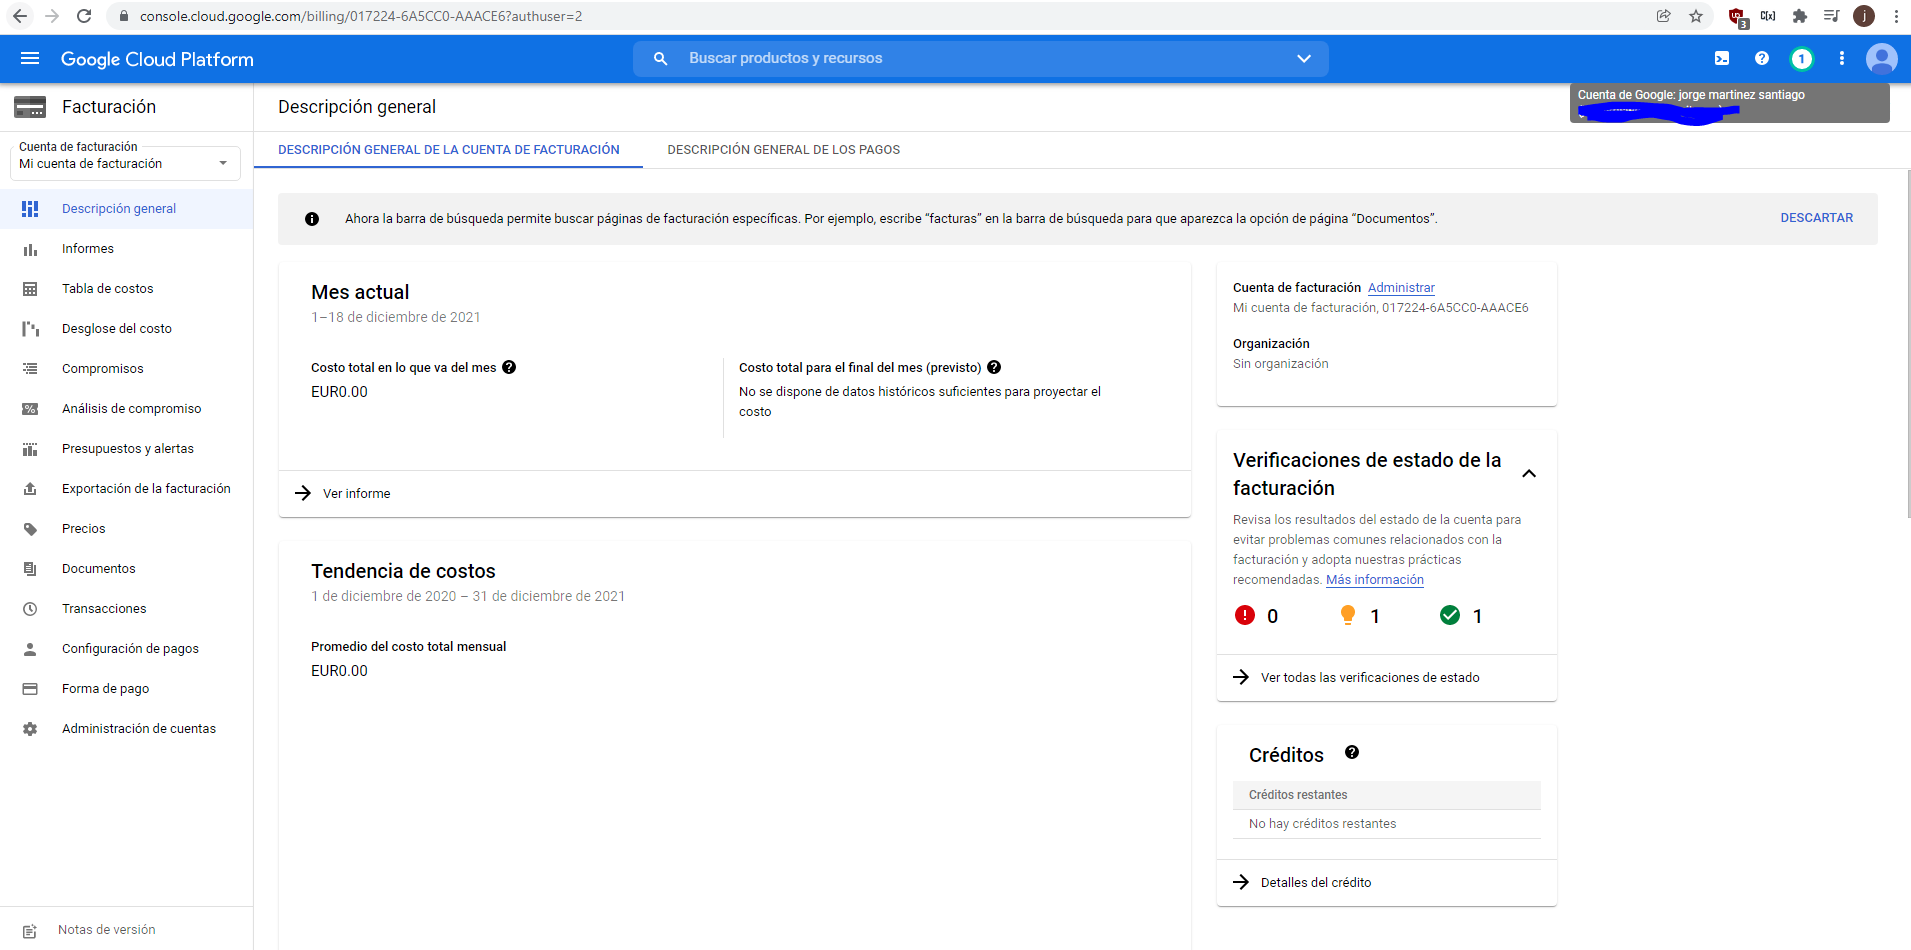 console.cloud.google.com/billing/017224-6A5CC0-AAACE6?authuser=2
3
C[x]
j
Google Cloud Platform
Buscar productos y recursos
1
Facturación
Descripción general
Cuenta de Google: jorge martinez santiago
Cuenta de facturación
Mi cuenta de facturación
DESCRIPCIÓN GENERAL DE LA CUENTA DE FACTURACIÓN
DESCRIPCIÓN GENERAL DE LOS PAGOS
Descripción general
Informes
Tabla de costos
Desglose del costo
Compromisos
Análisis de compromiso
Presupuestos y alertas
Exportación de la facturación
Precios
Documentos
Transacciones
Configuración de pagos
Forma de pago
Administración de cuentas
Notas de versión
Ahora la barra de búsqueda permite buscar páginas de facturación específicas. Por ejemplo, escribe “facturas” en la barra de búsqueda para que aparezca la opción de página “Documentos”.
DESCARTAR
Mes actual
1–18 de diciembre de 2021
Costo total en lo que va del mes
EUR0.00
Costo total para el final del mes (previsto)
No se dispone de datos históricos suficientes para proyectar el
costo
Ver informe
Tendencia de costos
1 de diciembre de 2020 – 31 de diciembre de 2021
Promedio del costo total mensual
EUR0.00
Cuenta de facturación Administrar
Mi cuenta de facturación, 017224-6A5CC0-AAACE6
Organización
Sin organización
Verificaciones de estado de la
facturación
Revisa los resultados del estado de la cuenta para
evitar problemas comunes relacionados con la
facturación y adopta nuestras prácticas
recomendadas. Más información
0 1 1
Ver todas las verificaciones de estado
Créditos
Créditos restantes
No hay créditos restantes
Detalles del crédito